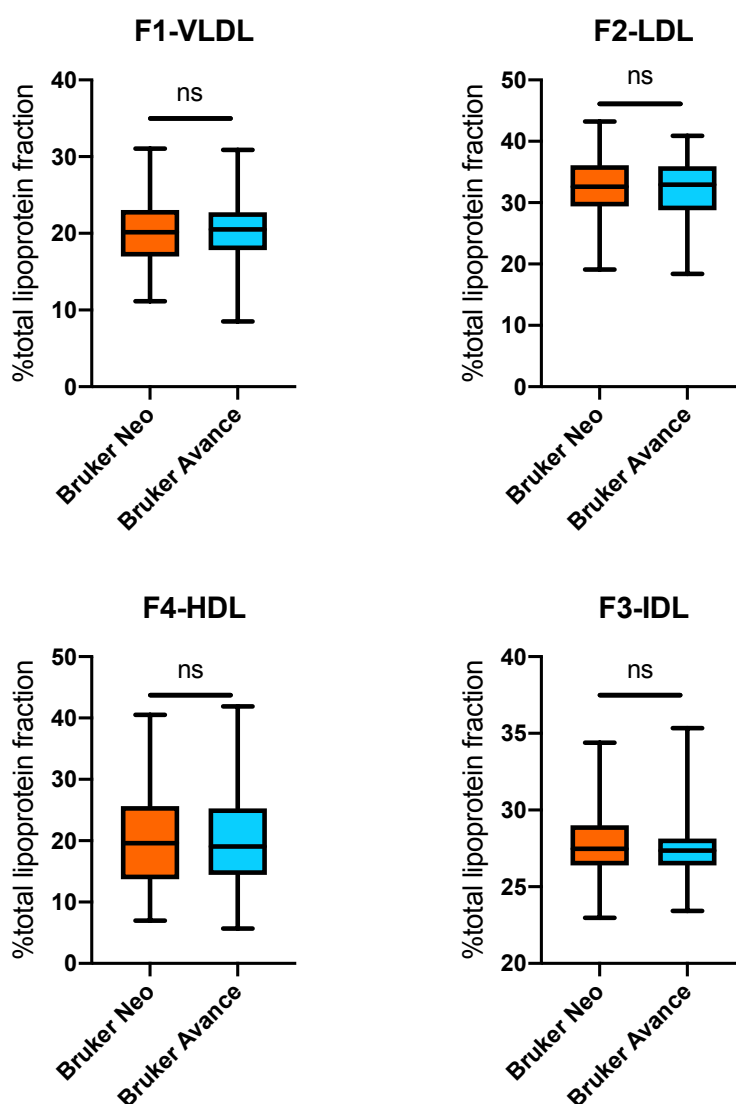 F1-VLDL
%total lipoprotein fraction
40
30
20
10
0
ns
Bruker Neo
Bruker Avance
F2-LDL
%total lipoprotein fraction
50
40
30
20
10
0
ns
Bruker Neo
Bruker Avance
F4-HDL
%total lipoprotein fraction
50
40
30
20
10
0
ns
Bruker Neo
Bruker Avance
F3-IDL
%total lipoprotein fraction
40
35
30
25
20
ns
Bruker Neo
Bruker Avance